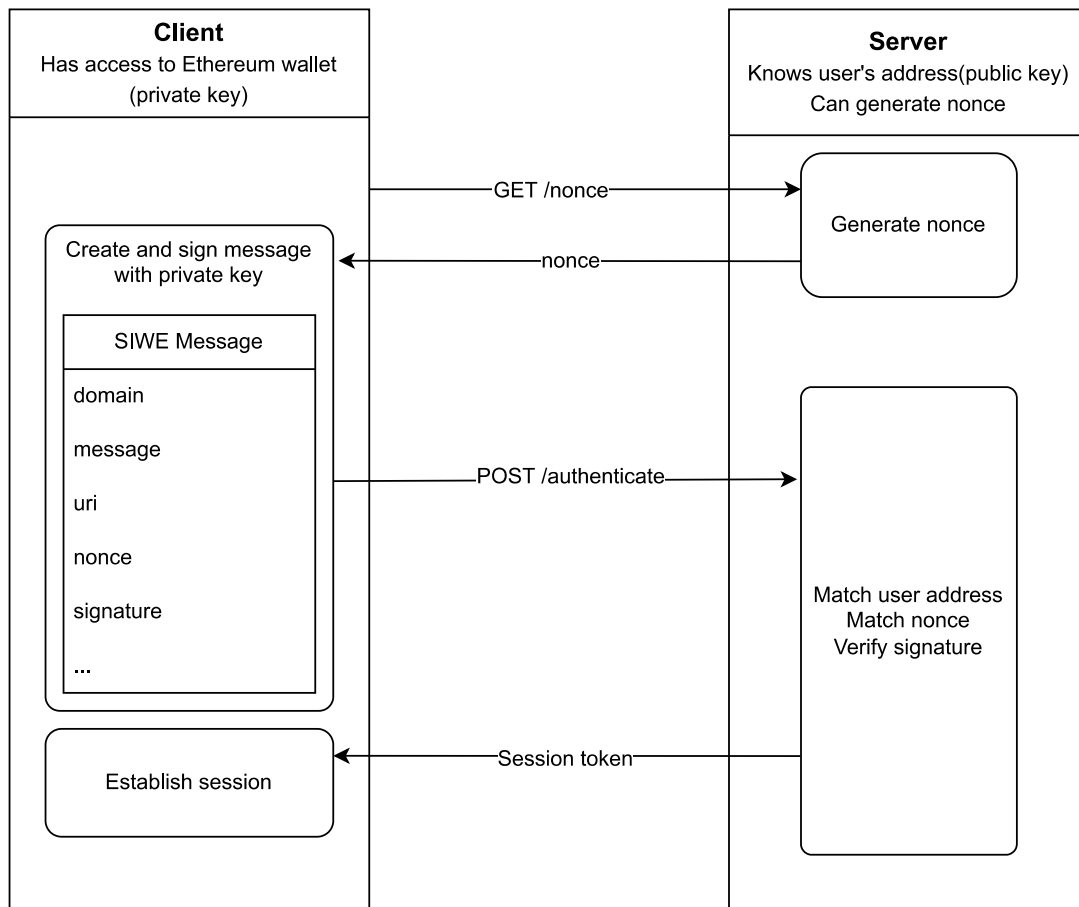 Client
Has access to Ethereum wallet
(private key)
Server
Knows user's address(public key)
Can generate nonce
GET /nonce
Generate nonce
nonce
Create and sign message
with private key
SIWE Message
domain
message
uri
nonce
signature
...
POST /authenticate
Match user address
Match nonce
Verify signature
Session token
Establish session